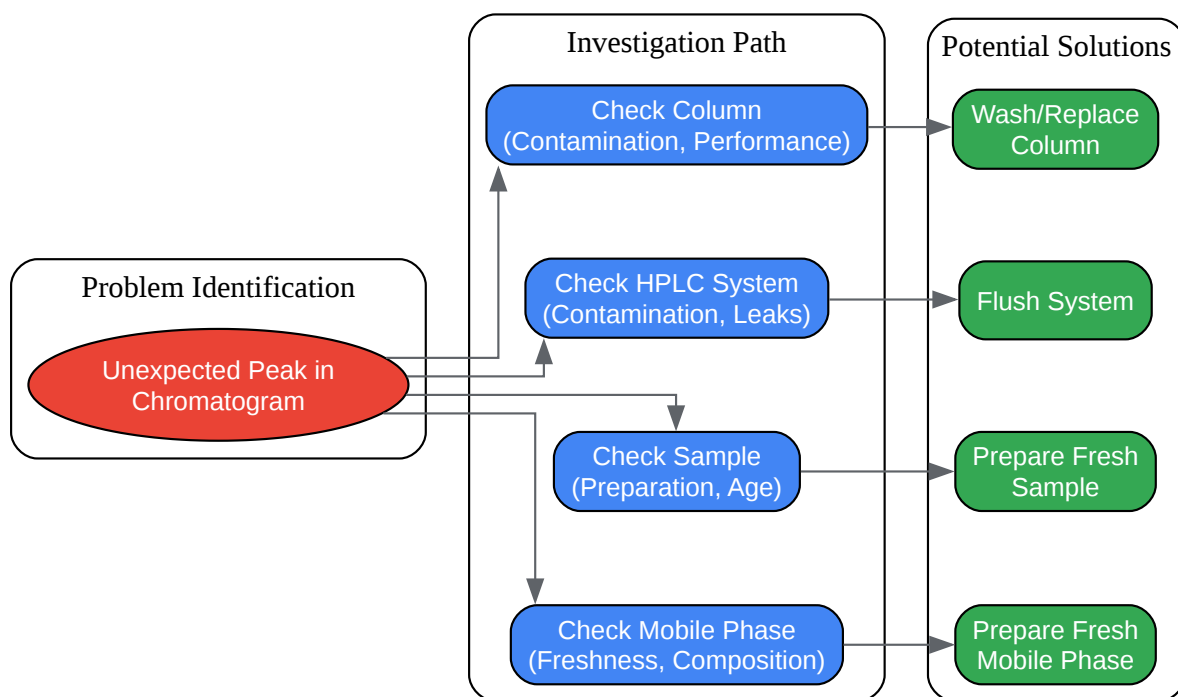 Investigation Path
Potential Solutions
Check Column
(Contamination, Performance)
Wash/Replace
Column
Problem Identification
Check HPLC System
(Contamination, Leaks)
Flush System
Unexpected Peak in
Chromatogram
Check Sample
(Preparation, Age)
Prepare Fresh
Sample
Check Mobile Phase
(Freshness, Composition)
Prepare Fresh
Mobile Phase